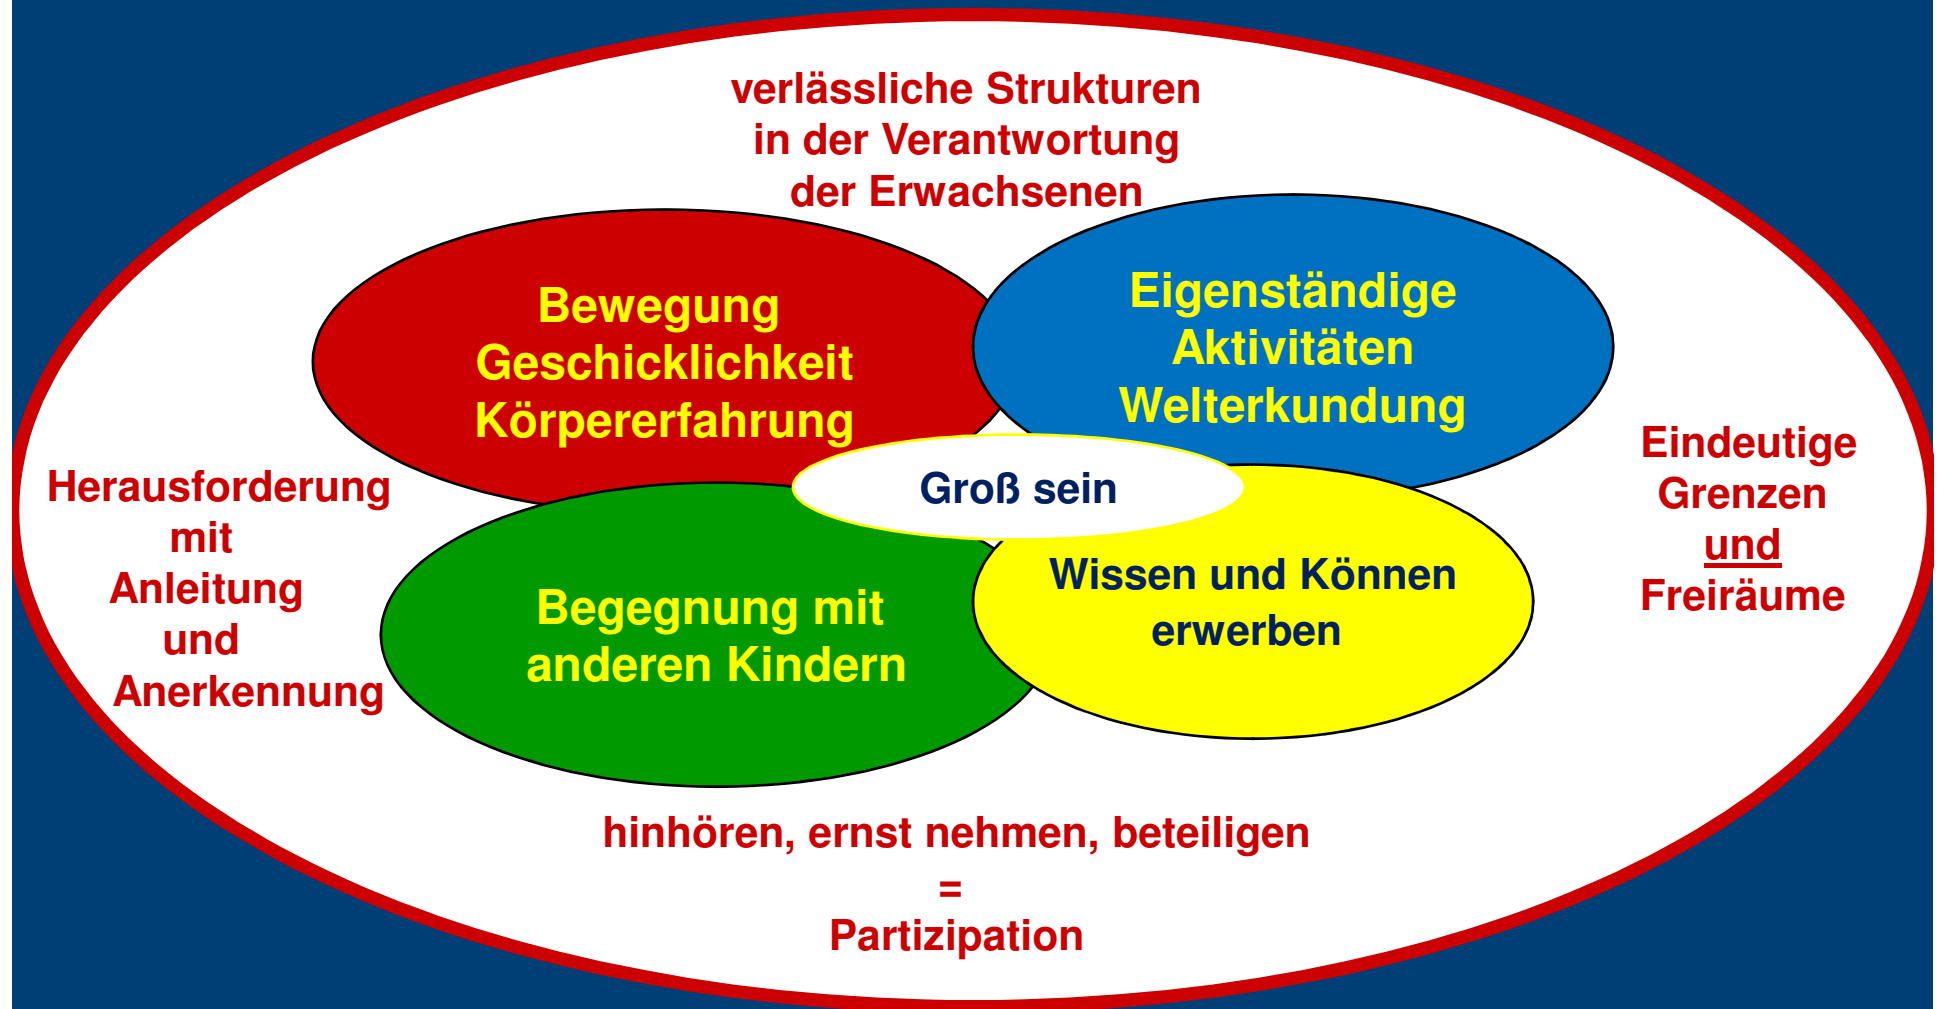 verlässliche Strukturen
in der Verantwortung
der Erwachsenen
Bewegung
Geschicklichkeit
Körpererfahrung
Eigenständige
Aktivitäten
Welterkundung
Groß sein
Herausforderung
mit
Anleitung
und
Anerkennung
Eindeutige
Grenzen
und
Freiräume
Begegnung mit
anderen Kindern
Wissen und Können
erwerben
hinhören, ernst nehmen, beteiligen
=
Partizipation